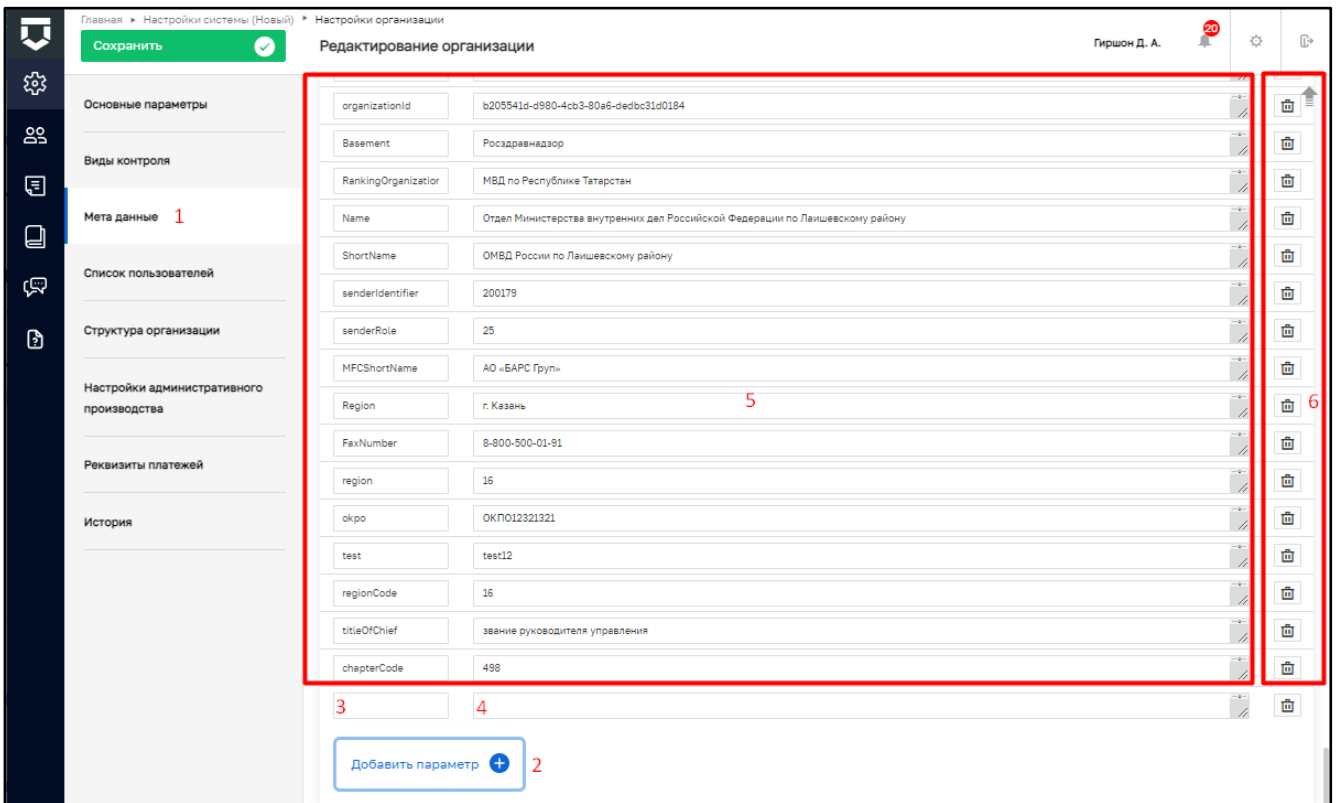 Главная ▸ Настройки системы (Новый) ▸ Настройки организации
Сохранить
Редактирование организации
Гиршон Д. А.
20
Основные параметры
Виды контроля
Мета данные 1
Список пользователей
Структура организации
Настройки административного
производства
Реквизиты платежей
История
organizationId b205541d-d980-4cb3-80a6-dedbc31d0184
Basement Росздравнадзор
RankingOrganization МВД по Республике Татарстан
Name Отдел Министерства внутренних дел Российской Федерации по Лаишевскому району
ShortName ОМВД России по Лаишевскому району
senderIdentifier 200179
senderRole 25
MFCShortName АО «БАРС Груп»
Region г. Казань 5 6
FaxNumber 8-800-500-01-91
region 16
okpo ОКПО12321321
test test12
regionCode 16
titleOfChief звание руководителя управления
chapterCode 498
3 4
Добавить параметр 2